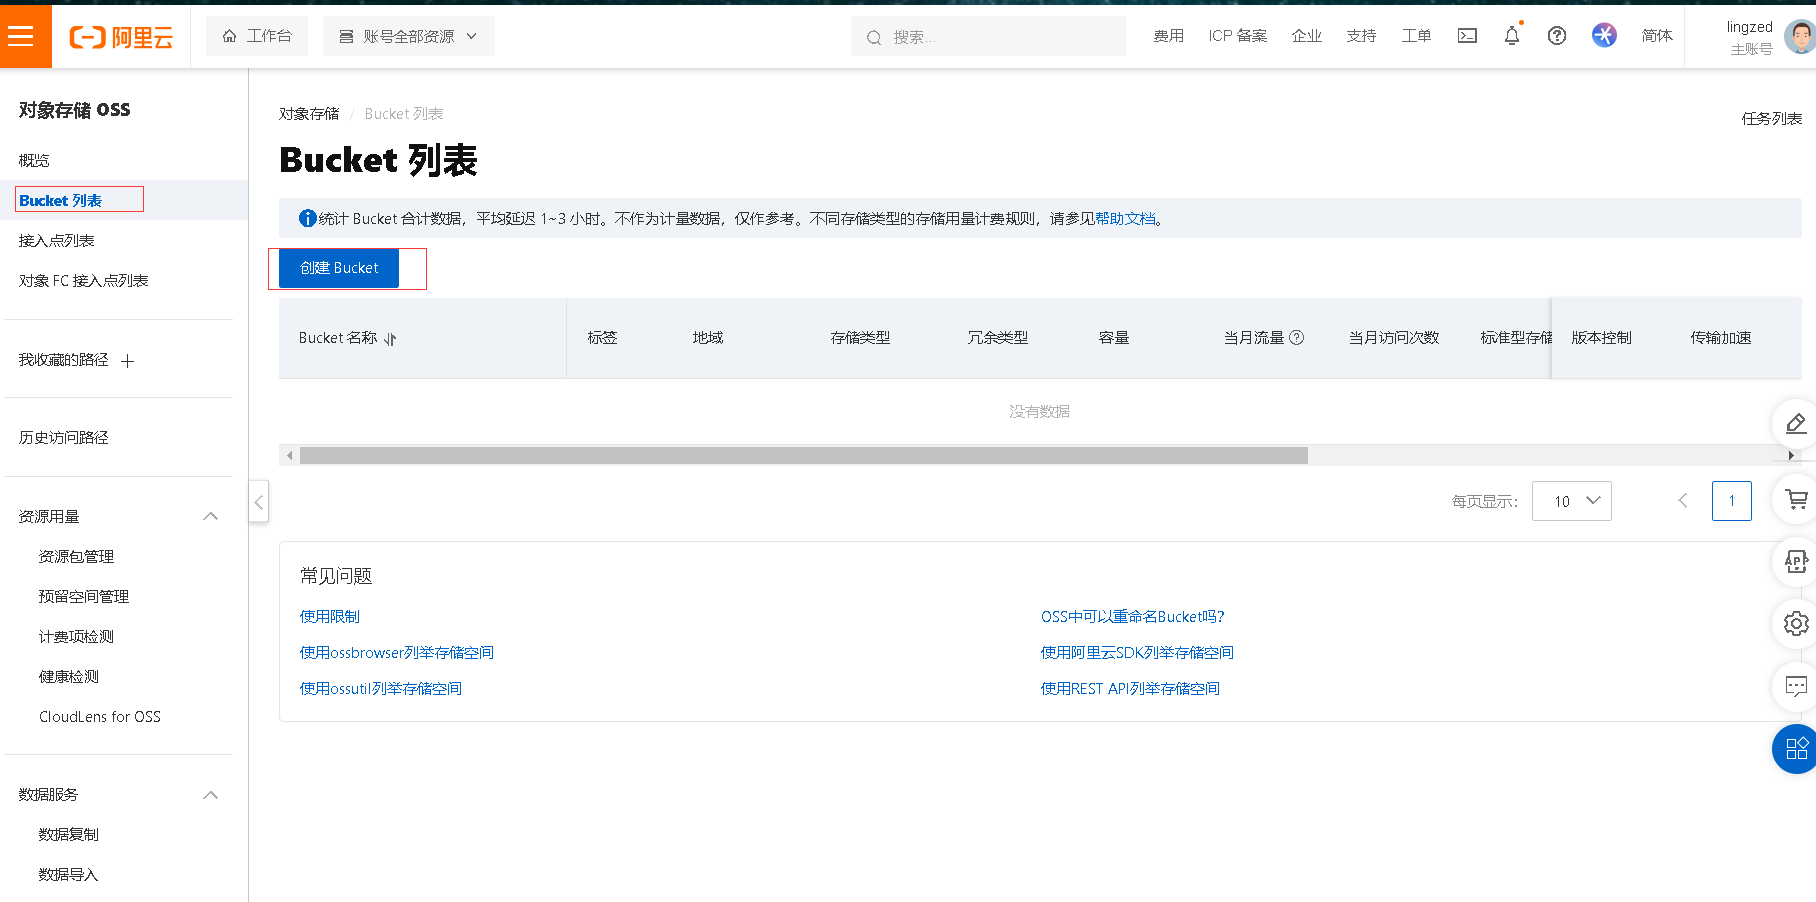 阿里云
工作台
账号全部资源
搜索...
费用
ICP 备案
企业
支持
工单
简体
lingzed
主账号
对象存储 OSS
概览
Bucket 列表
接入点列表
对象 FC 接入点列表
我收藏的路径
历史访问路径
资源用量
资源包管理
预留空间管理
计费项检测
健康检测
CloudLens for OSS
数据服务
数据复制
数据导入
对象存储 / Bucket 列表
任务列表
Bucket 列表
统计 Bucket 合计数据，平均延迟 1~3 小时。不作为计量数据，仅作参考。不同存储类型的存储用量计费规则，请参见帮助文档。
创建 Bucket
Bucket 名称 标签 地域 存储类型 冗余类型 容量 当月流量 当月访问次数 标准型存储 版本控制 传输加速
没有数据
每页显示： 10 1
常见问题
使用限制
OSS中可以重命名Bucket吗?
使用ossbrowser列举存储空间
使用阿里云SDK列举存储空间
使用ossutil列举存储空间
使用REST API列举存储空间
API